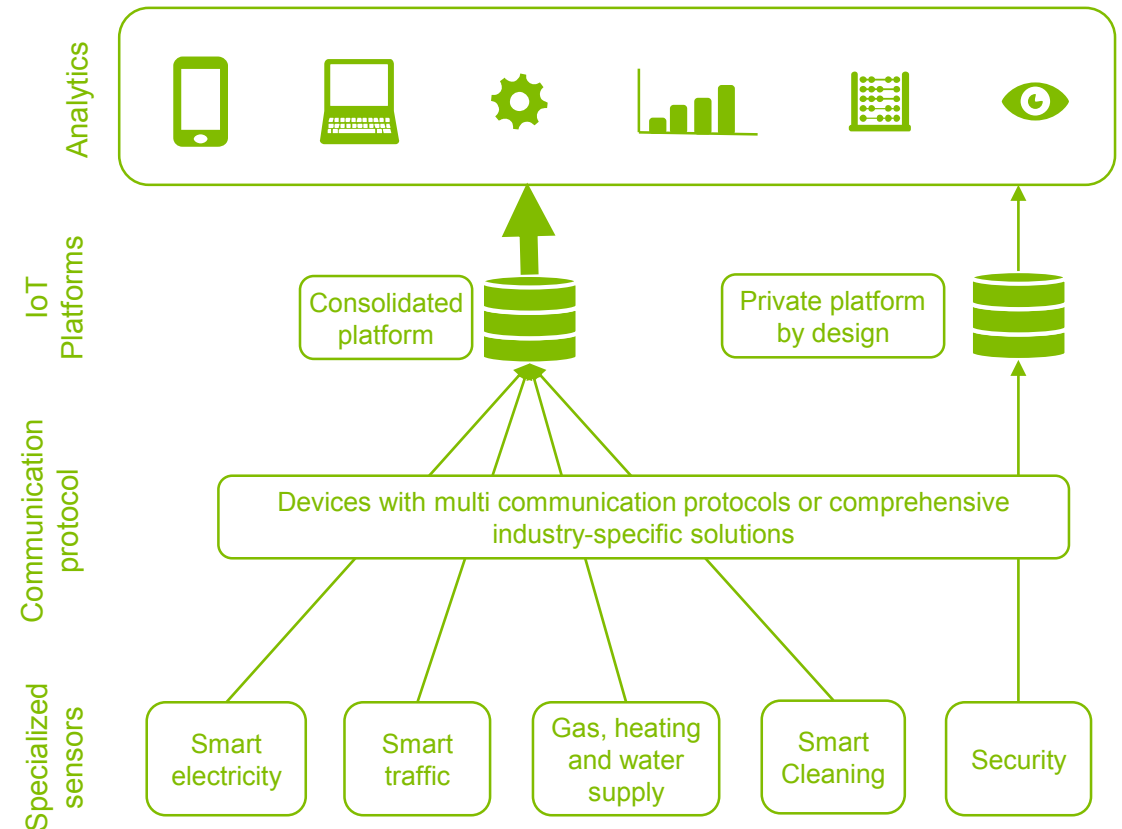 Analytics
IoT
Platforms
Consolidated
platform
Private platform
by design
Communication
protocol
Devices with multi communication protocols or comprehensive
industry-specific solutions
Specialized
sensors
Smart
electricity
Smart
traffic
Gas, heating
and water
supply
Smart
Cleaning
Security